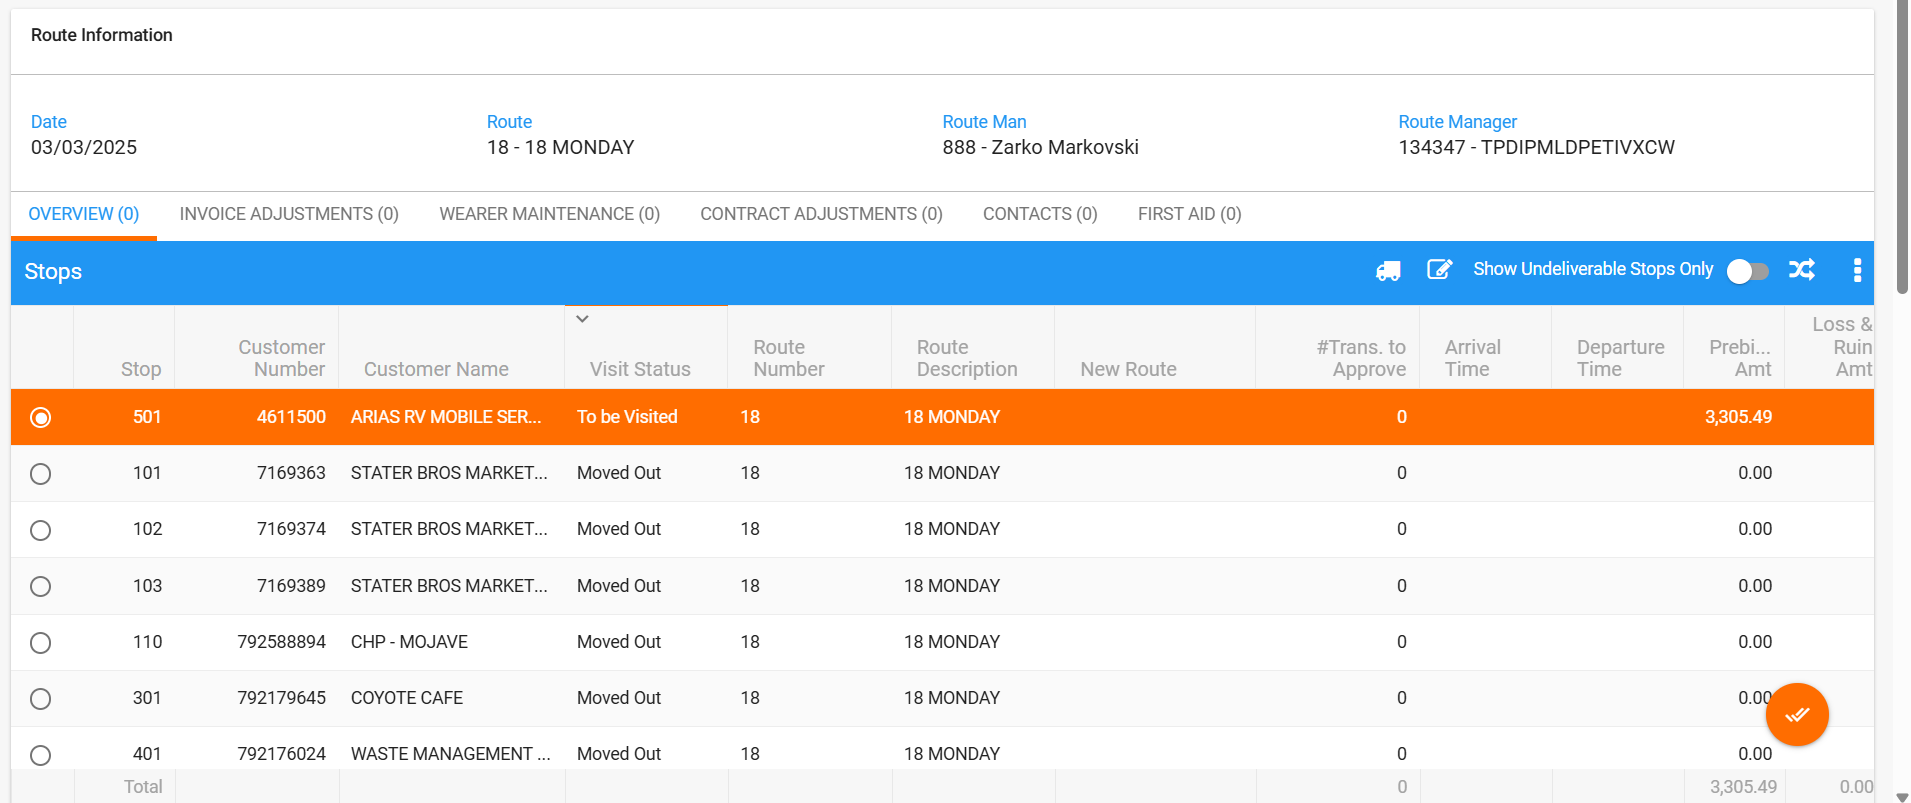 Route Information
Date Route Route Man Route Manager
03/03/2025 18 - 18 MONDAY 888 - Zarko Markovski 134347 - TPDIPMLDPETIVXCW
OVERVIEW (0) INVOICE ADJUSTMENTS (0) WEARER MAINTENANCE (0) CONTRACT ADJUSTMENTS (0) CONTACTS (0) FIRST AID (0)
Stops Show Undeliverable Stops Only
Stop Customer Number Customer Name Visit Status Route Number Route Description New Route #Trans. to Approve Arrival Time Departure Time Prebi... Amt Loss & Ruin Amt
501 4611500 ARIAS RV MOBILE SER... To be Visited 18 18 MONDAY 0 3,305.49
101 7169363 STATER BROS MARKET... Moved Out 18 18 MONDAY 0 0.00
102 7169374 STATER BROS MARKET... Moved Out 18 18 MONDAY 0 0.00
103 7169389 STATER BROS MARKET... Moved Out 18 18 MONDAY 0 0.00
110 792588894 CHP - MOJAVE Moved Out 18 18 MONDAY 0 0.00
301 792179645 COYOTE CAFE Moved Out 18 18 MONDAY 0 0.00
401 792176024 WASTE MANAGEMENT ... Moved Out 18 18 MONDAY 0 0.00
Total 0 3,305.49 0.00